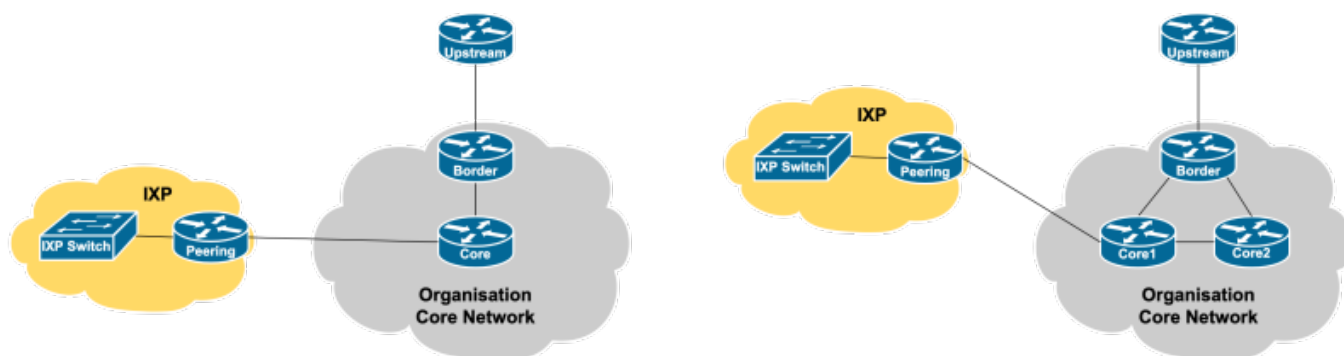 Upstream
Border
IXP
IXP Switch
Peering
Core
Organisation
Core Network
Upstream
IXP
IXP Switch
Peering
Border
Core1
Core2
Organisation
Core Network